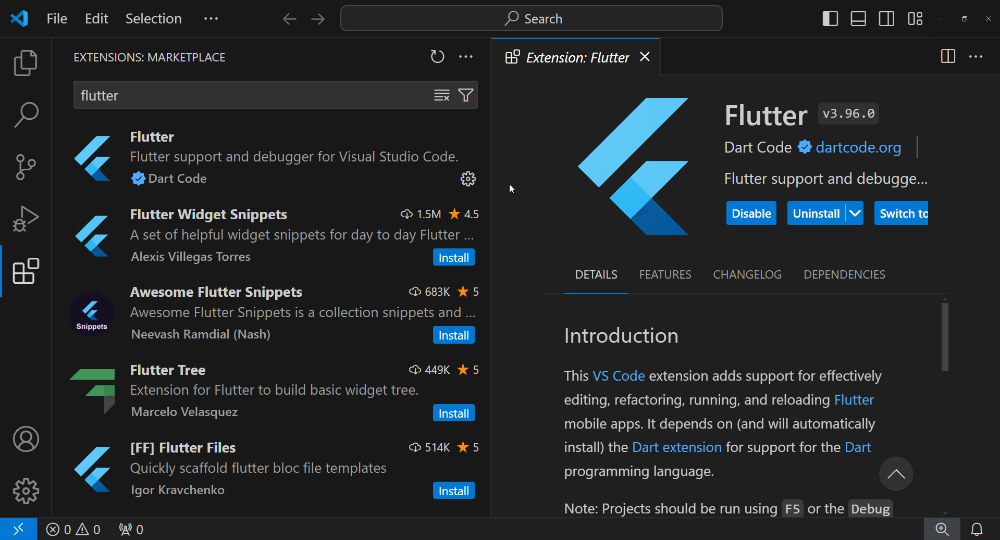 File Edit Selection ···
Search
EXTENSIONS: MARKETPLACE
flutter
Flutter
Flutter support and debugger for Visual Studio Code.
Dart Code
Flutter Widget Snippets 1.5M 4.5
A set of helpful widget snippets for day to day Flutter ...
Alexis Villegas Torres Install
Snippets
Awesome Flutter Snippets 683K 5
Awesome Flutter Snippets is a collection snippets and ...
Neevash Ramdial (Nash) Install
Flutter Tree 449K 5
Extension for Flutter to build basic widget tree.
Marcelo Velasquez Install
[FF] Flutter Files 514K 5
Quickly scaffold flutter bloc file templates
Igor Kravchenko Install
Extension: Flutter
Flutter v3.96.0
Dart Code dartcode.org
Flutter support and debugge...
Disable Uninstall Switch to
DETAILS FEATURES CHANGELOG DEPENDENCIES
Introduction
This VS Code extension adds support for effectively
editing, refactoring, running, and reloading Flutter
mobile apps. It depends on (and will automatically
install) the Dart extension for support for the Dart
programming language.
Note: Projects should be run using F5 or the Debug
0 0 0